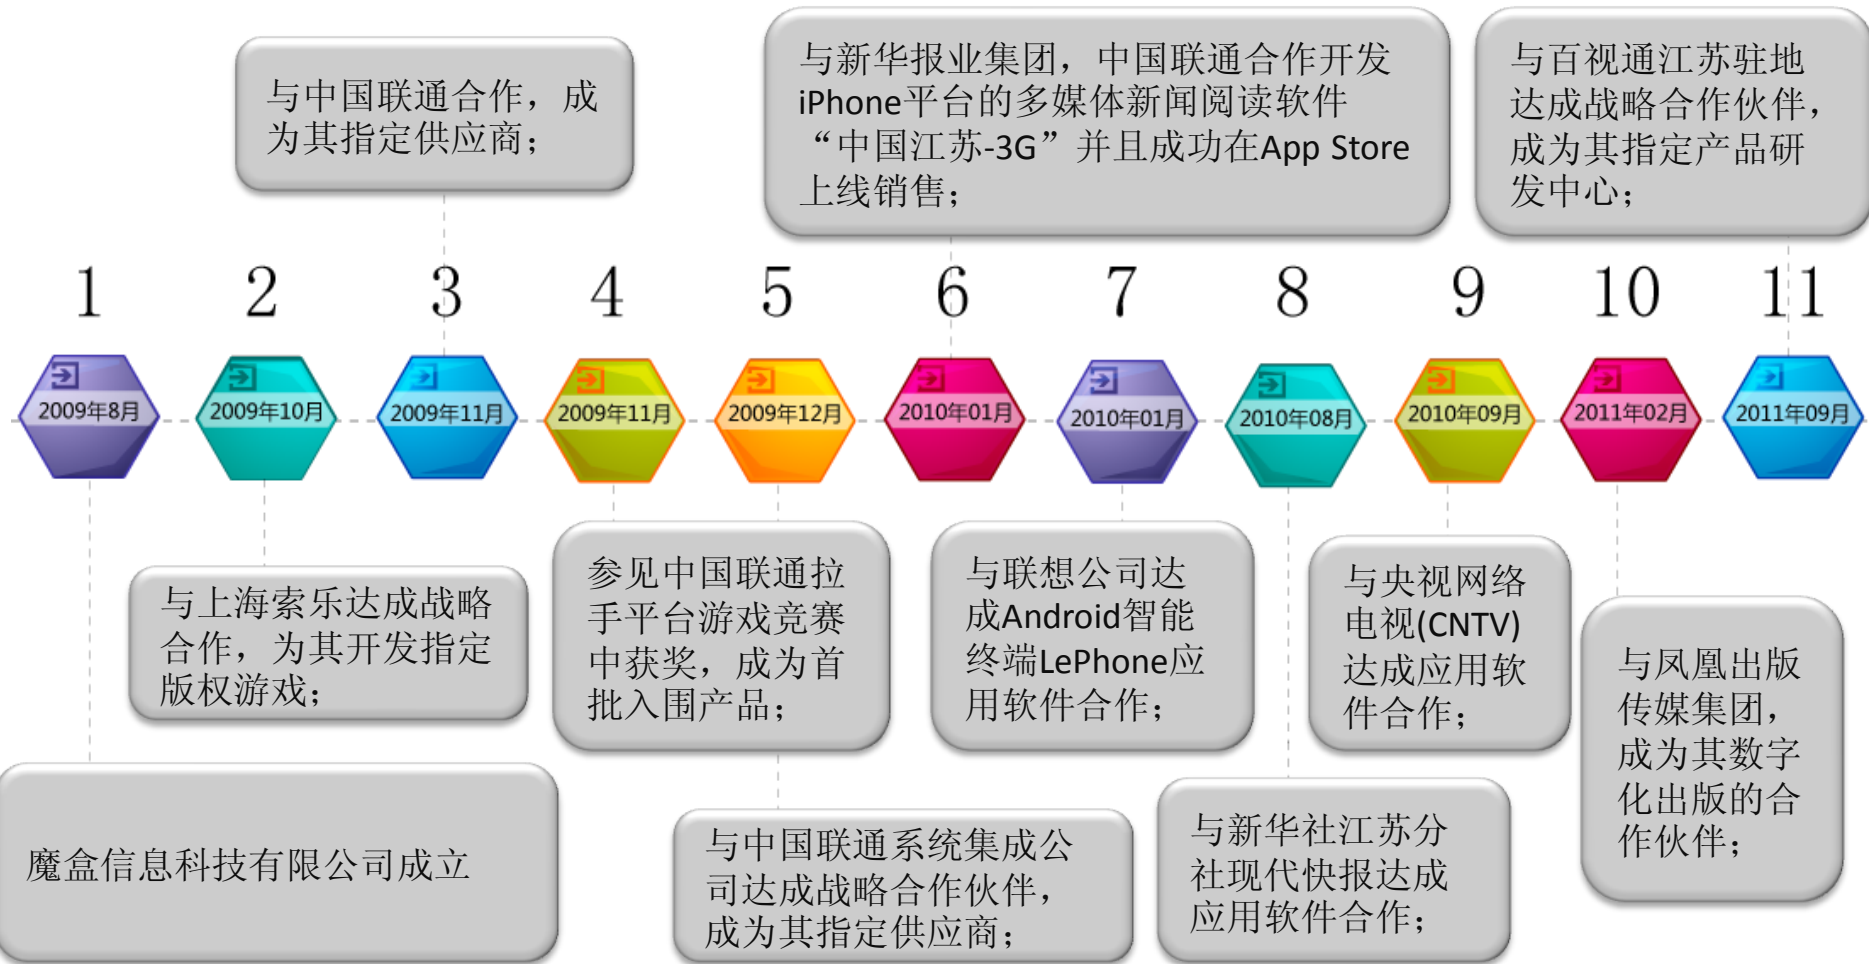 与中国联通合作，成
为其指定供应商；
与新华报业集团，中国联通合作开发
iPhone平台的多媒体新闻阅读软件
“中国江苏-3G”并且成功在App Store
上线销售；
与百视通江苏驻地
达成战略合作伙伴，
成为其指定产品研
发中心；
1
2
3
4
5
6
7
8
9
10
11
2009年8月
2009年10月
2009年11月
2009年11月
2009年12月
2010年01月
2010年01月
2010年08月
2010年09月
2011年02月
2011年09月
与上海索乐达成战略
合作，为其开发指定
版权游戏；
参见中国联通拉
手平台游戏竞赛
中获奖，成为首
批入围产品；
与联想公司达
成Android智能
终端LePhone应
用软件合作；
与央视网络
电视(CNTV)
达成应用软
件合作；
与凤凰出版
传媒集团，
成为其数字
化出版的合
作伙伴；
魔盒信息科技有限公司成立
与中国联通系统集成公
司达成战略合作伙伴，
成为其指定供应商；
与新华社江苏分
社现代快报达成
应用软件合作；